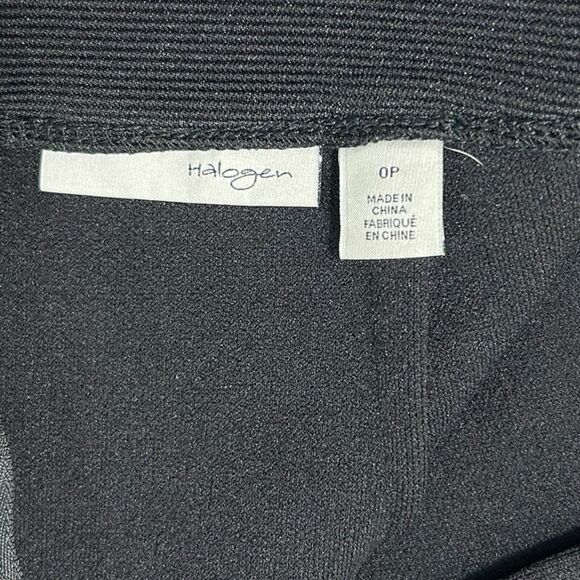 Halogen
0P
MADE IN
CHINA
FABRIQUÉ
EN CHINE